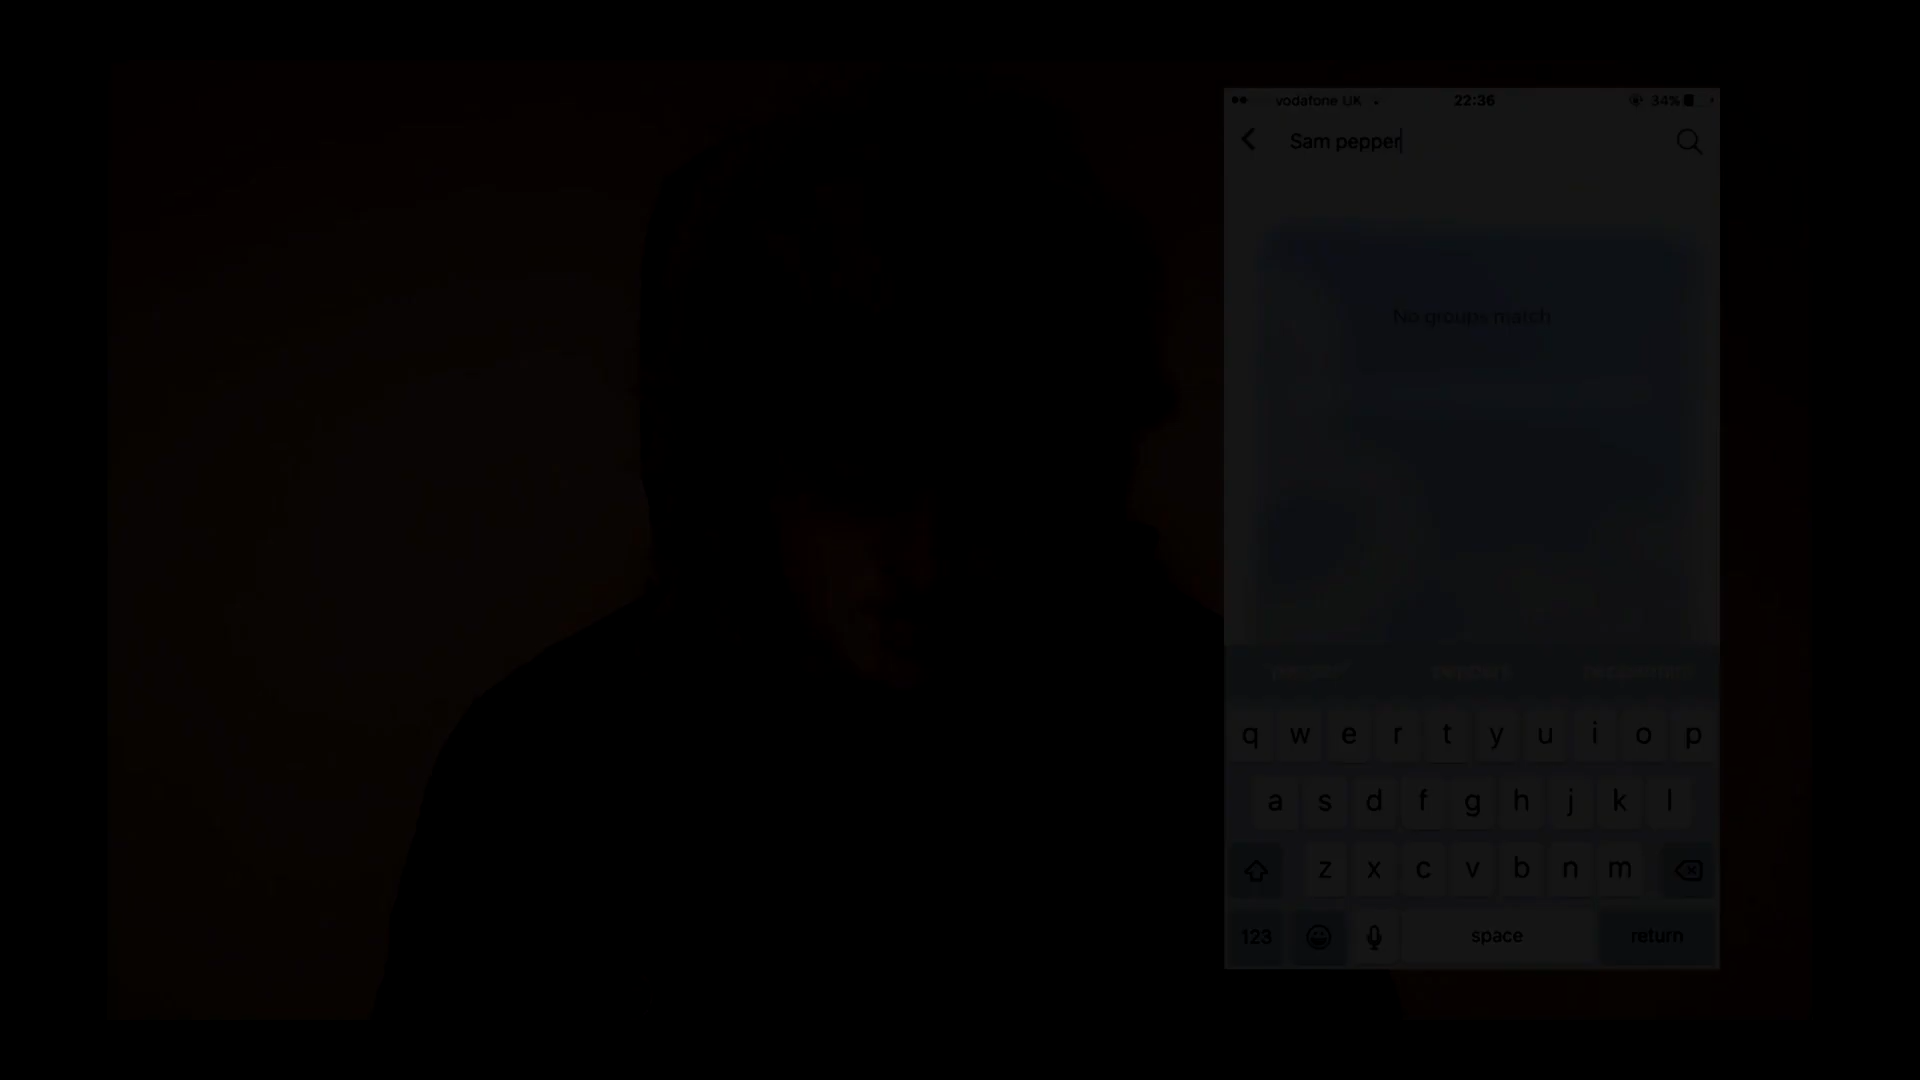 vodafone UK 22:36 34%
Sam pepper
No groups match
q w e r t y u i o p
a s d f g h j k l
z x c v b n m
123 space return